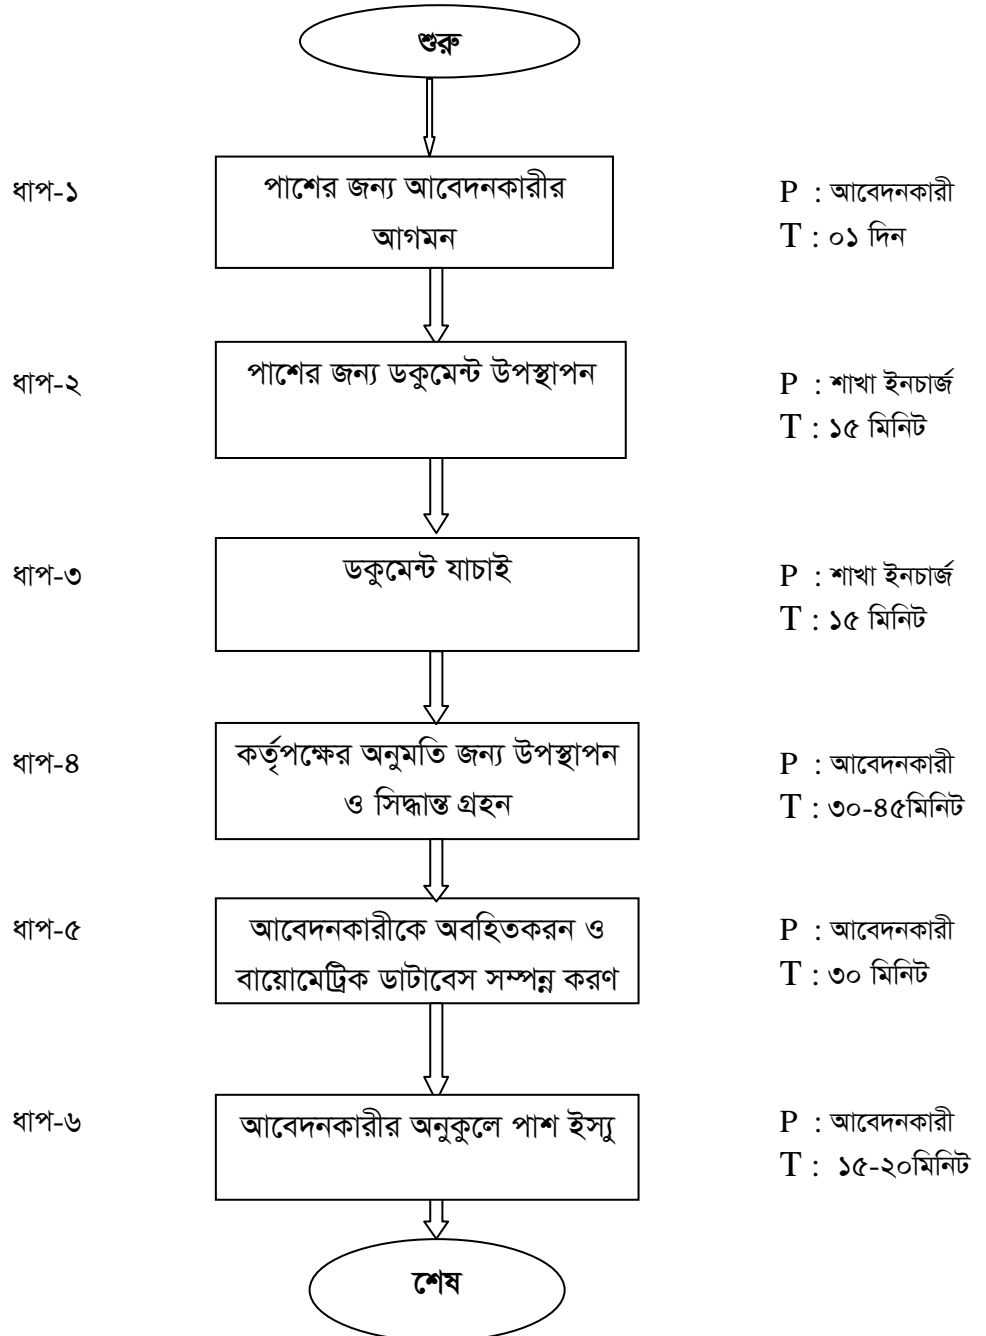 শুরু
ধাপ-১
পাশের জন্য আবেদনকারীর
আগমন
P : আবেদনকারী
T : ০১ দিন
ধাপ-২
পাশের জন্য ডকুমেন্ট উপস্থাপন
P : শাখা ইনচার্জ
T : ১৫ মিনিট
ধাপ-৩
ডকুমেন্ট যাচাই
P : শাখা ইনচার্জ
T : ১৫ মিনিট
ধাপ-৪
কর্তৃপক্ষের অনুমতি জন্য উপস্থাপন
ও সিদ্ধান্ত গ্রহন
P : আবেদনকারী
T : ৩০-৪৫মিনিট
ধাপ-৫
আবেদনকারীকে অবহিতকরন ও
বায়োমেট্রিক ডাটাবেস সম্পন্ন করণ
P : আবেদনকারী
T : ৩০ মিনিট
ধাপ-৬
আবেদনকারীর অনুকুলে পাশ ইস্যু
P : আবেদনকারী
T : ১৫-২০মিনিট
শেষ